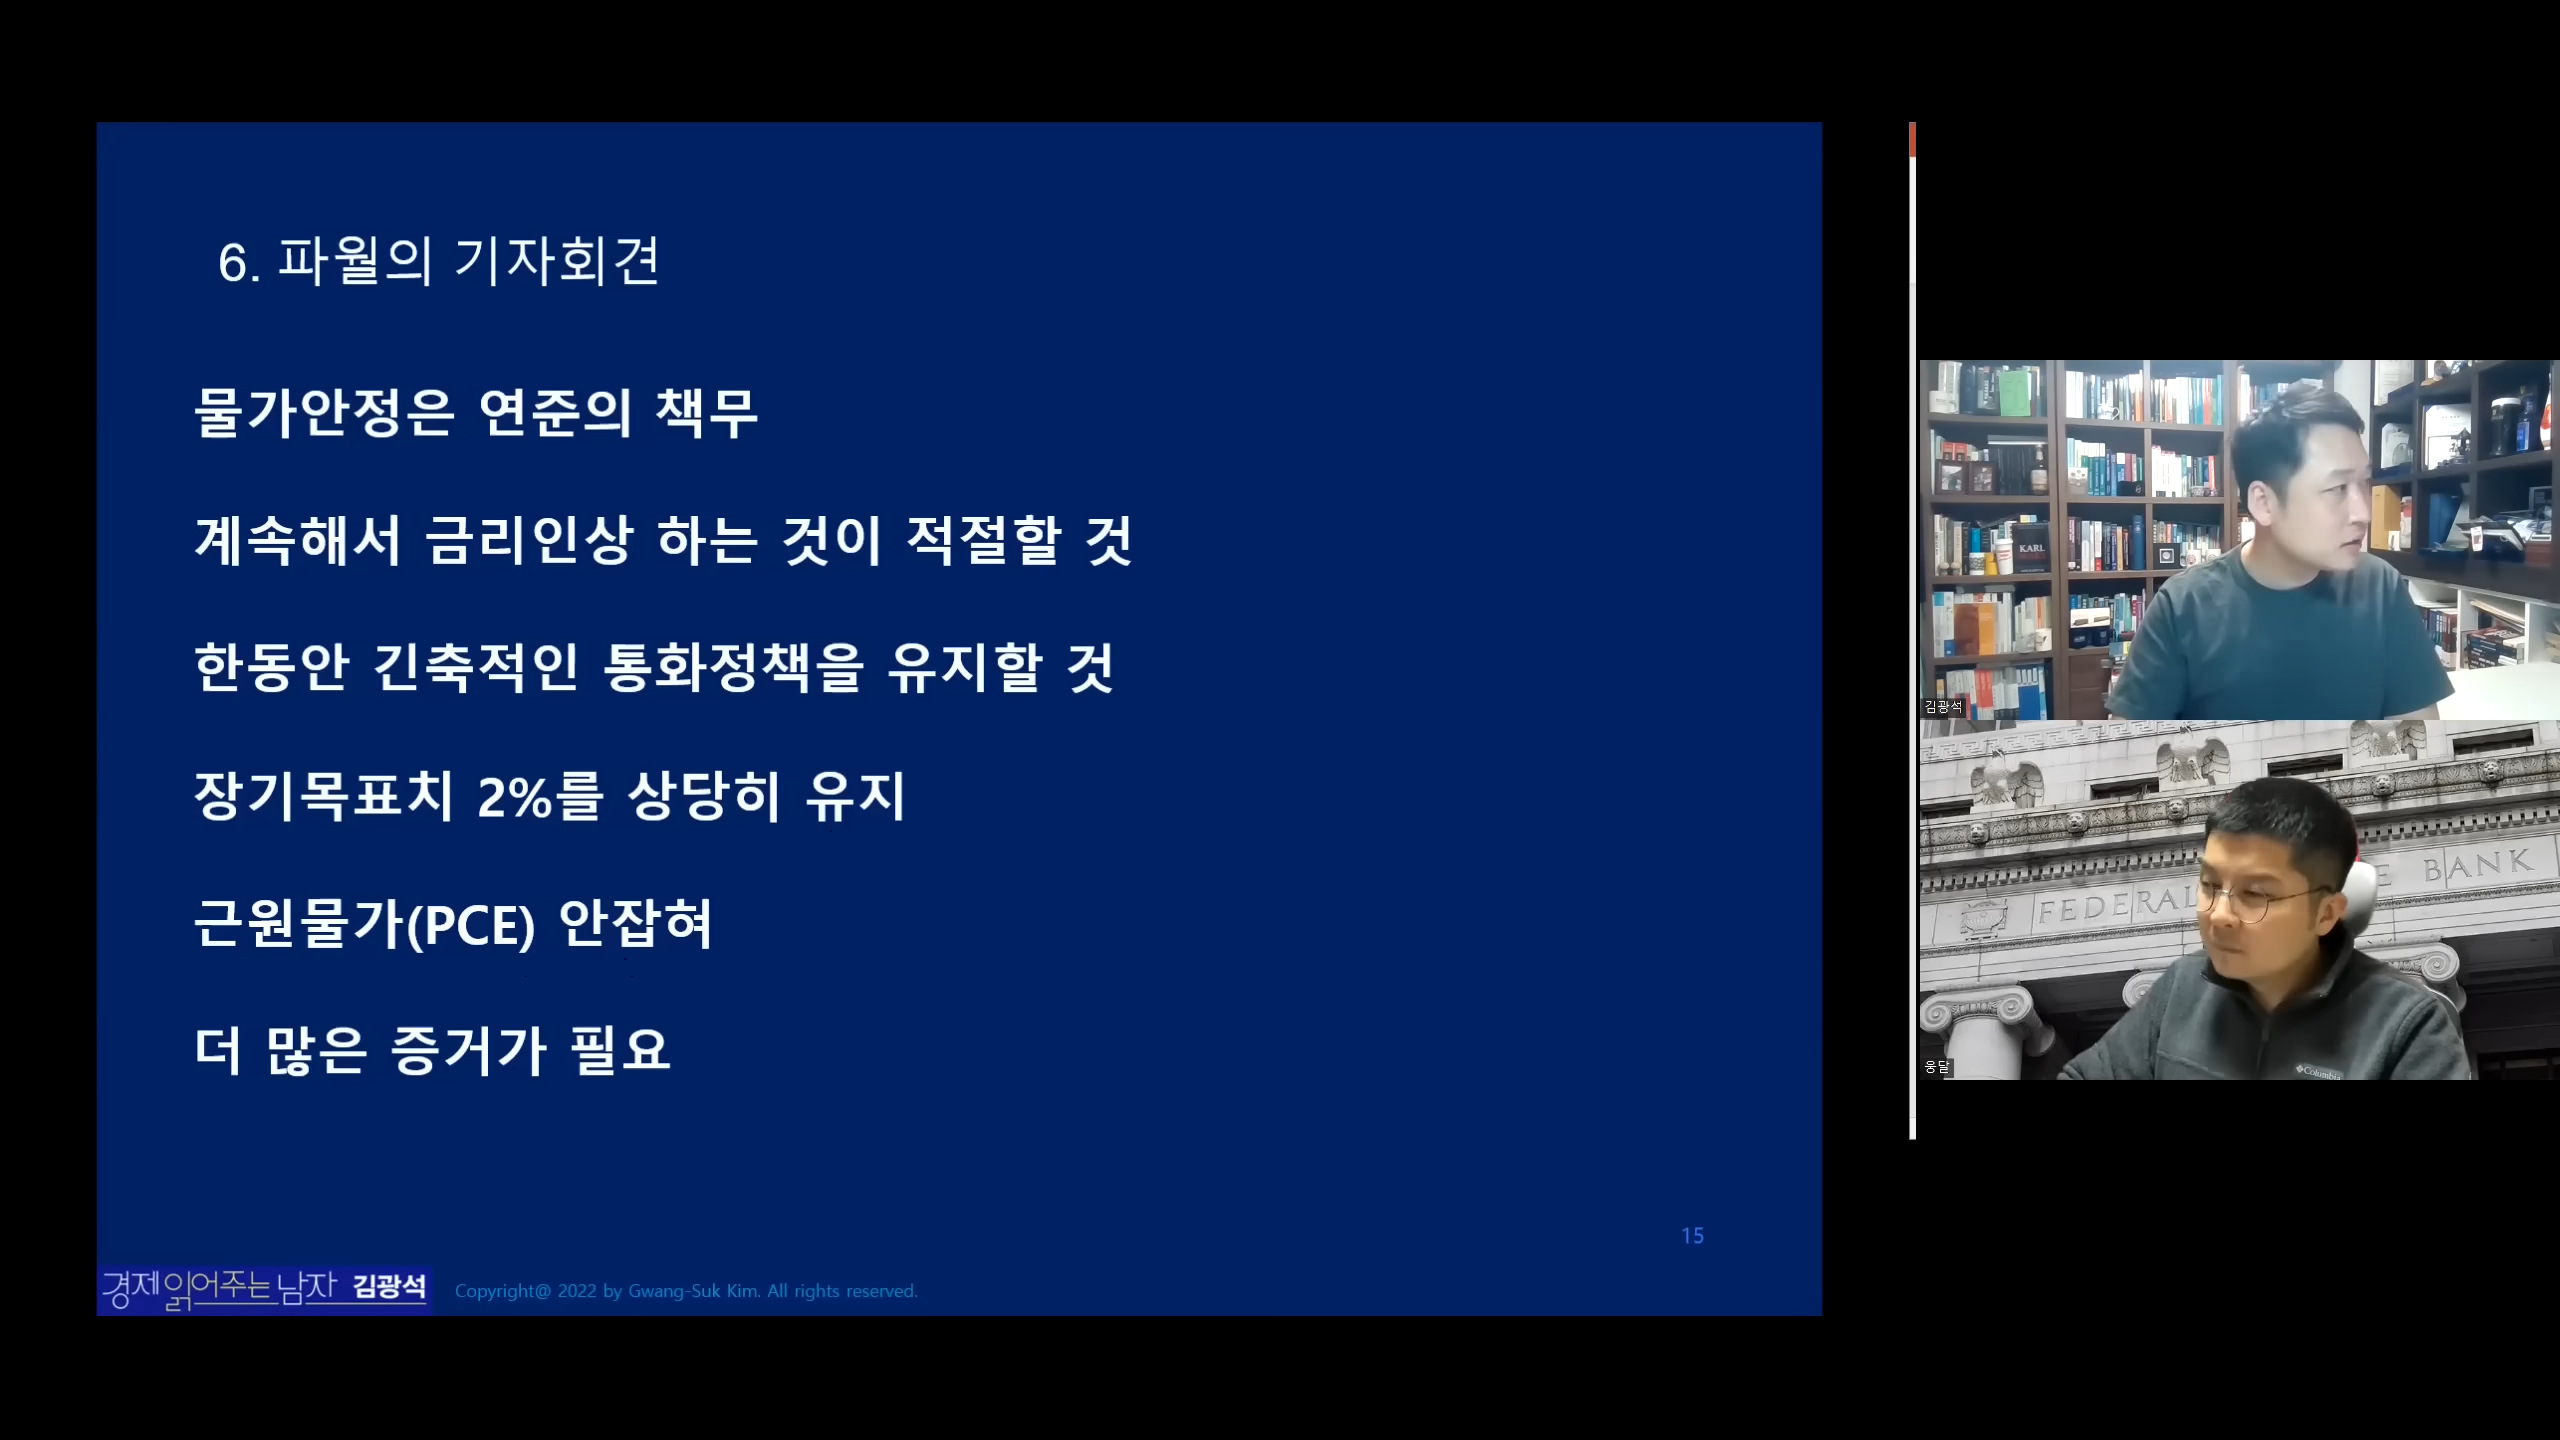 6. 파월의 기자회견
물가안정은 연준의 책무
계속해서 금리인상 하는 것이 적절할 것
한동안 긴축적인 통화정책을 유지할 것
장기목표치 2%를 상당히 유지
근원물가(PCE) 안잡혀
더 많은 증거가 필요
15
경제 읽어주는 남자 김광석
Copyright@ 2022 by Gwang-Suk Kim. All rights reserved.
KARL
김광석
FEDERAL
E BANK
Columbia
웅달